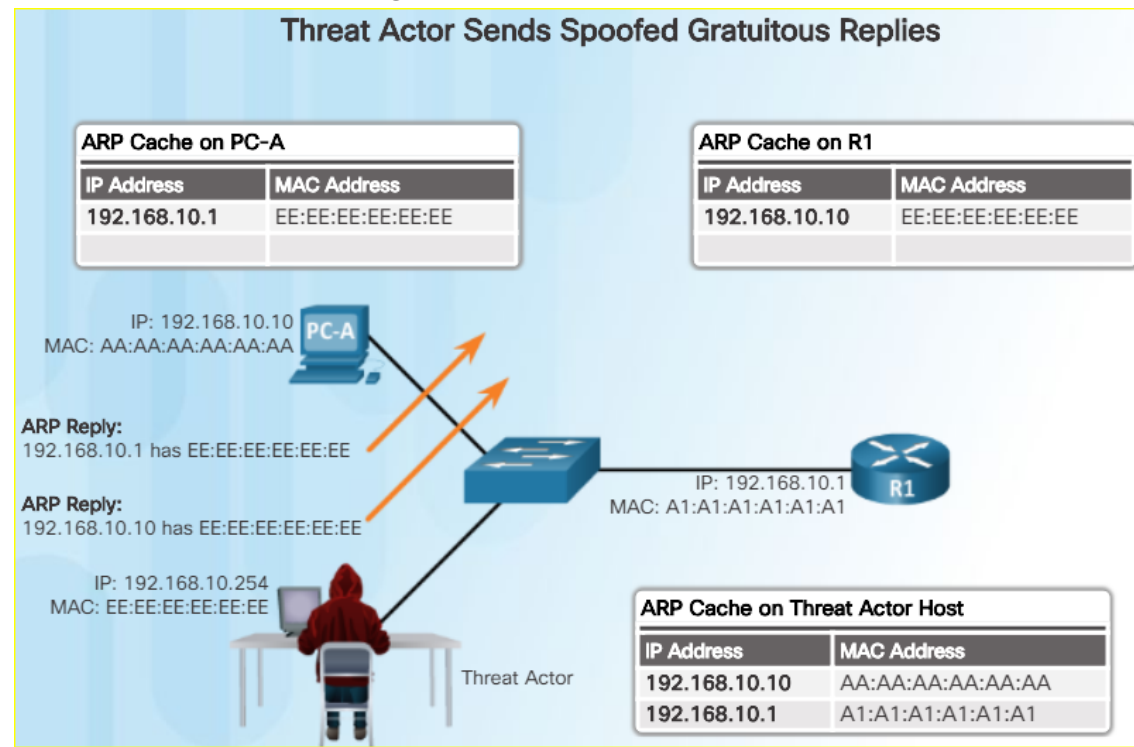 Threat Actor Sends Spoofed Gratuitous Replies
ARP Cache on PC-A
IP Address MAC Address
192.168.10.1 EE:EE:EE:EE:EE:EE
ARP Cache on R1
IP Address MAC Address
192.168.10.10 EE:EE:EE:EE:EE:EE
IP: 192.168.10.10
MAC: AA:AA:AA:AA:AA:AA
PC-A
ARP Reply:
192.168.10.1 has EE:EE:EE:EE:EE:EE
ARP Reply:
192.168.10.10 has EE:EE:EE:EE:EE:EE
IP: 192.168.10.1
MAC: A1:A1:A1:A1:A1:A1
R1
IP: 192.168.10.254
MAC: EE:EE:EE:EE:EE:EE
Threat Actor
ARP Cache on Threat Actor Host
IP Address MAC Address
192.168.10.10 AA:AA:AA:AA:AA:AA
192.168.10.1 A1:A1:A1:A1:A1:A1